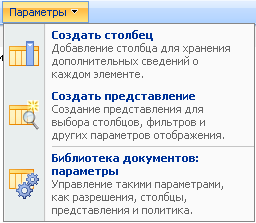 Параметры
Создать столбец
Добавление столбца для хранения
дополнительных сведений о
каждом элементе.
Создать представление
Создание представления для
выбора столбцов, фильтров и
других параметров отображения.
Библиотека документов:
параметры
Управление такими параметрами,
как разрешения, столбцы,
представления и политика.